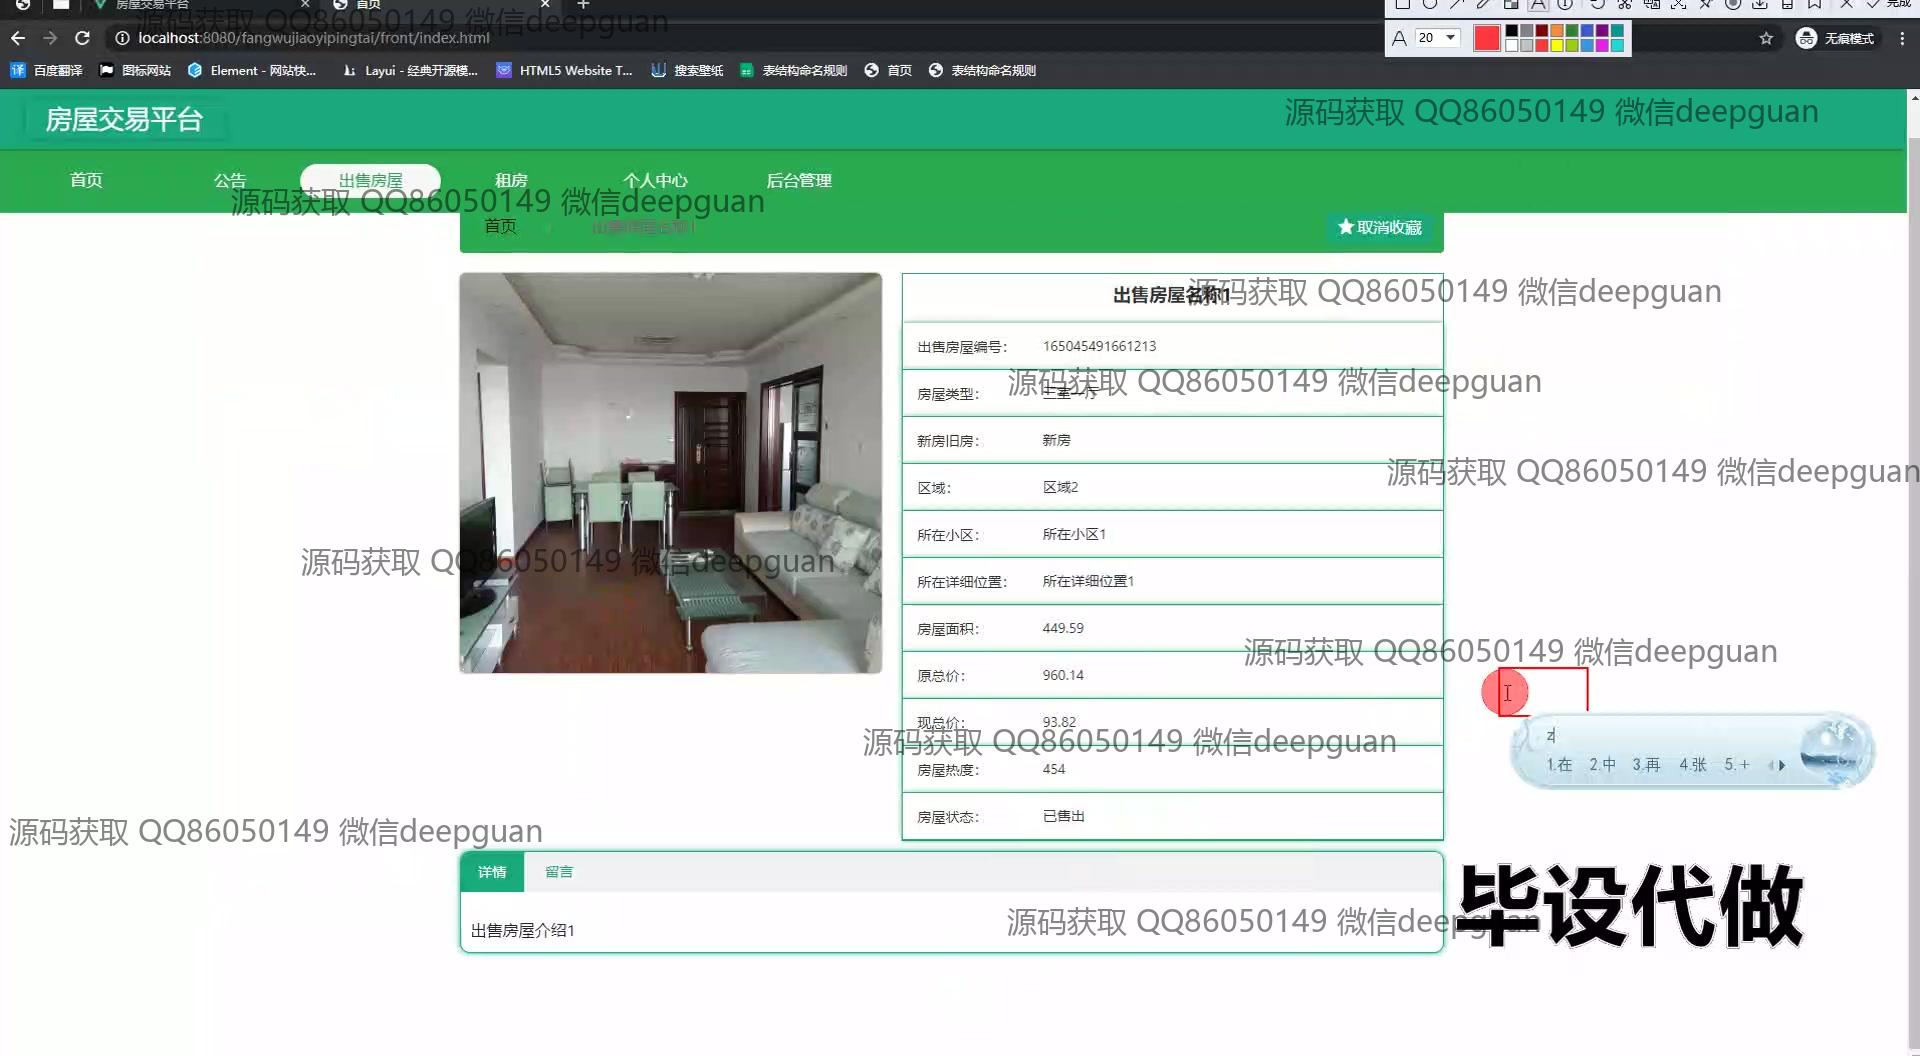 房屋交易平台
首页
完成
localhost:8080/fangwujiaoyipingtai/front/index.html
A 20
无痕模式
百度翻译 图标网站 Element - 网站快... Layui - 经典开源模... HTML5 Website T... 搜索壁纸 表结构命名规则 首页 表结构命名规则
源码获取 QQ86050149 微信deepguan
房屋交易平台
源码获取 QQ86050149 微信deepguan
首页 公告 出售房屋 租房 个人中心 后台管理
源码获取 QQ86050149 微信deepguan
首页
取消收藏
出售房屋名称1
源码获取 QQ86050149 微信deepguan
出售房屋编号： 165045491661213
房屋类型： 三室一厅
源码获取 QQ86050149 微信deepguan
新房旧房： 新房
源码获取 QQ86050149 微信deepguan
区域： 区域2
所在小区： 所在小区1
源码获取 QQ86050149 微信deepguan
所在详细位置： 所在详细位置1
房屋面积： 449.59
源码获取 QQ86050149 微信deepguan
原总价： 960.14
现总价： 93.82
源码获取 QQ86050149 微信deepguan
z
1.在 2.中 3.再 4.张 5.+
房屋热度： 454
房屋状态： 已售出
源码获取 QQ86050149 微信deepguan
详情 留言
毕设代做
源码获取 QQ86050149 微信deepguan
出售房屋介绍1